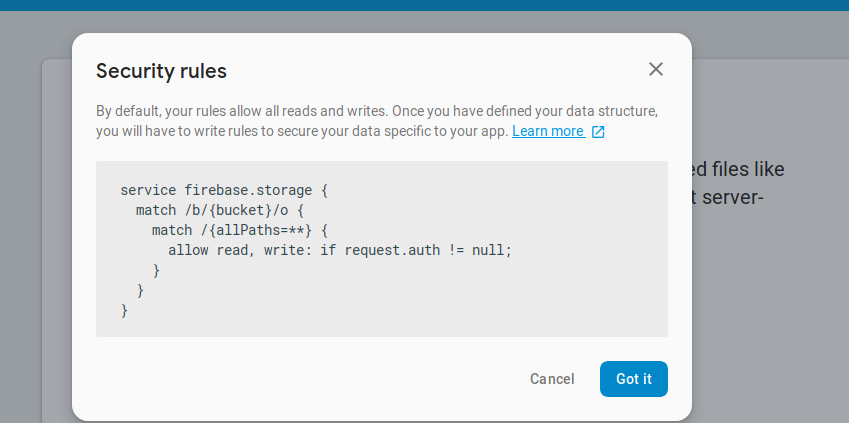 Security rules
By default, your rules allow all reads and writes. Once you have defined your data structure,
you will have to write rules to secure your data specific to your app. Learn more
ed files like
t server-
service firebase.storage {
  match /b/{bucket}/o {
    match /{allPaths=**} {
      allow read, write: if request.auth != null;
    }
  }
}
Cancel
Got it